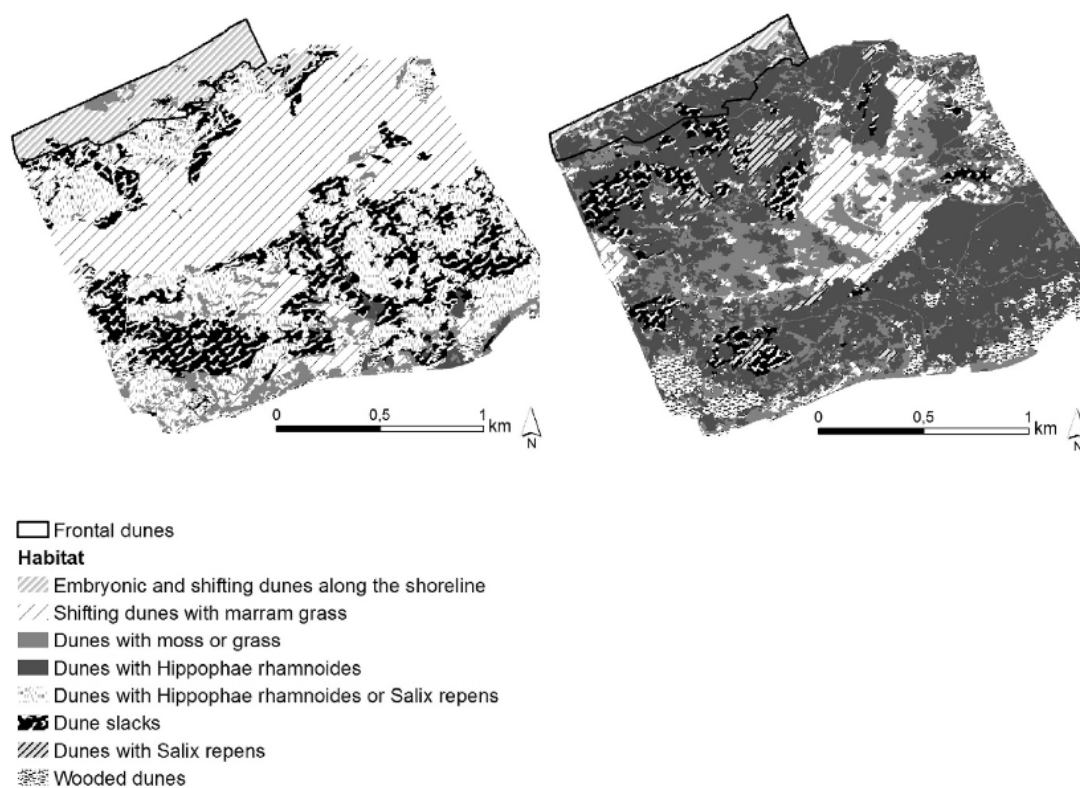 0 0,5 1
km
N
0 0,5 1
km
N
Frontal dunes
Habitat
Embryonic and shifting dunes along the shoreline
Shifting dunes with marram grass
Dunes with moss or grass
Dunes with Hippophae rhamnoides
Dunes with Hippophae rhamnoides or Salix repens
Dune slacks
Dunes with Salix repens
Wooded dunes